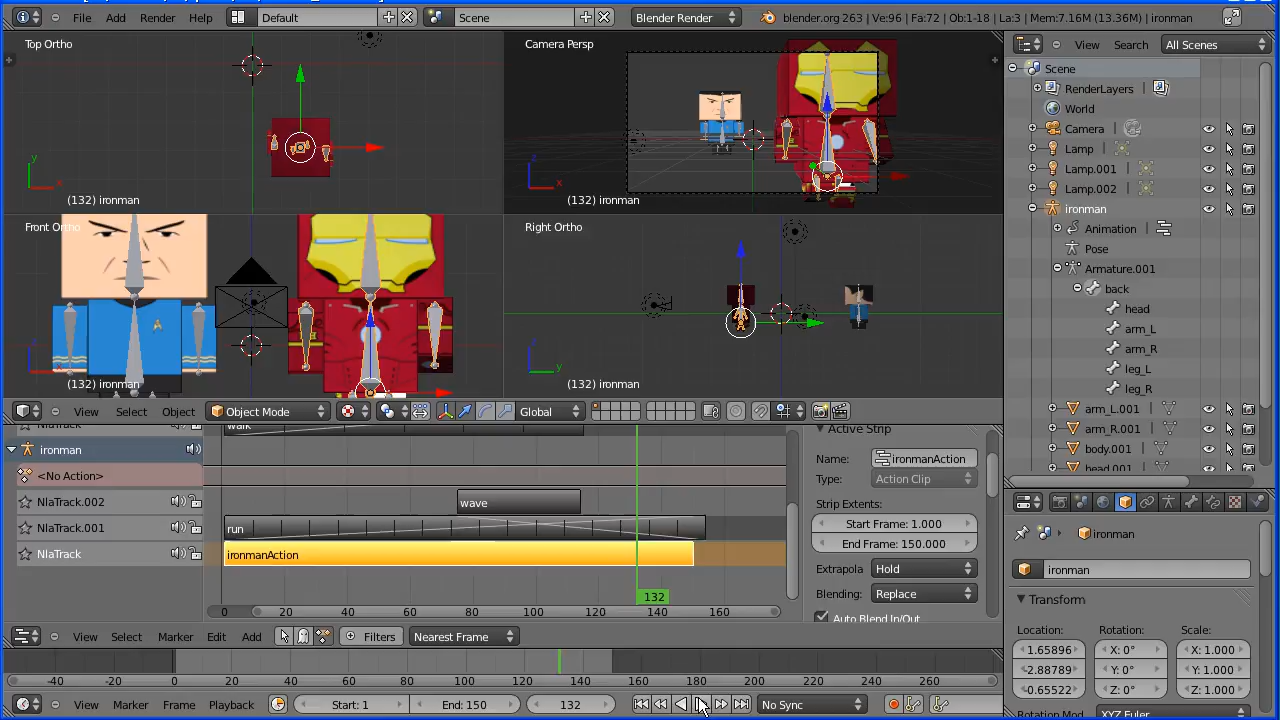 File Add Render Help Default Scene Blender Render blender.org 263 | Ve:96 | Fa:72 | Ob:1-18 | La:3 | Mem:7.16M (13.36M) | ironman
Top Ortho
y
x
(132) ironman
Camera Persp
z
x
(132) ironman
Front Ortho
(132) ironman
Right Ortho
z
y
(132) ironman
View Select Object Object Mode Global
walk
ironman
<No Action>
NlaTrack.002 wave
NlaTrack.001 run
NlaTrack ironmanAction
132
0 20 40 60 80 100 120 140 160
View Select Marker Edit Add Filters Nearest Frame
Active Strip
Name: ironmanAction
Type: Action Clip
Strip Extents:
Start Frame: 1.000
End Frame: 150.000
Extrapola Hold
Blending: Replace
Auto Blend In/Out
-40 -20 0 20 40 60 80 100 120 140 160 180 200 220 240 260
View Marker Frame Playback Start: 1 End: 150 132 No Sync
View Search All Scenes
Scene
RenderLayers |
World
Camera |
Lamp |
Lamp.001 |
Lamp.002 |
ironman
Animation |
Pose
Armature.001
back
head
arm_L
arm_R
leg_L
leg_R
arm_L.001 |
arm_R.001 |
body.001 |
head.001 |
ironman
ironman
Transform
Location: Rotation: Scale:
1.65896 X: 0° X: 1.000
-2.88789 Y: 0° Y: 1.000
-0.65522 Z: 0° Z: 1.000
Rotation Mod XYZ Euler